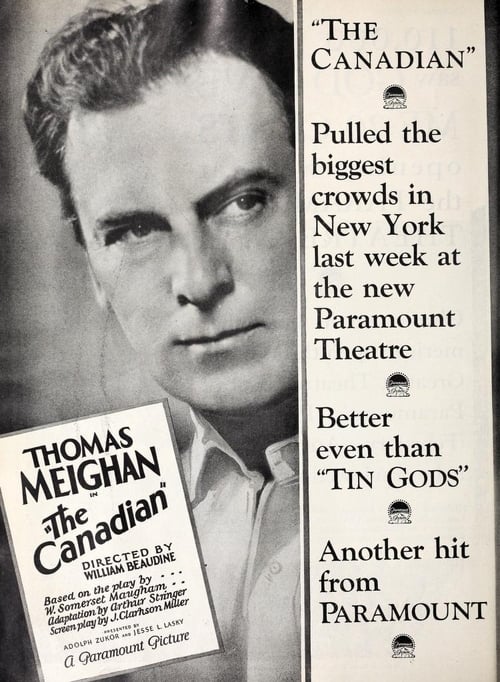 "THE
CANADIAN"
Pulled the
biggest
crowds in
New York
last week at
the new
Paramount
Theatre
Better
even than
"TIN GODS"
Another hit
from
PARAMOUNT
THOMAS
MEIGHAN
IN
"The
Canadian"
DIRECTED BY
WILLIAM BEAUDINE
Based on the play by . . .
W. Somerset Maugham . .
Adaptation by Arthur Stringer
Screen play by J. Clarkson Miller
PRESENTED BY
ADOLPH ZUKOR AND JESSE L. LASKY
A Paramount Picture